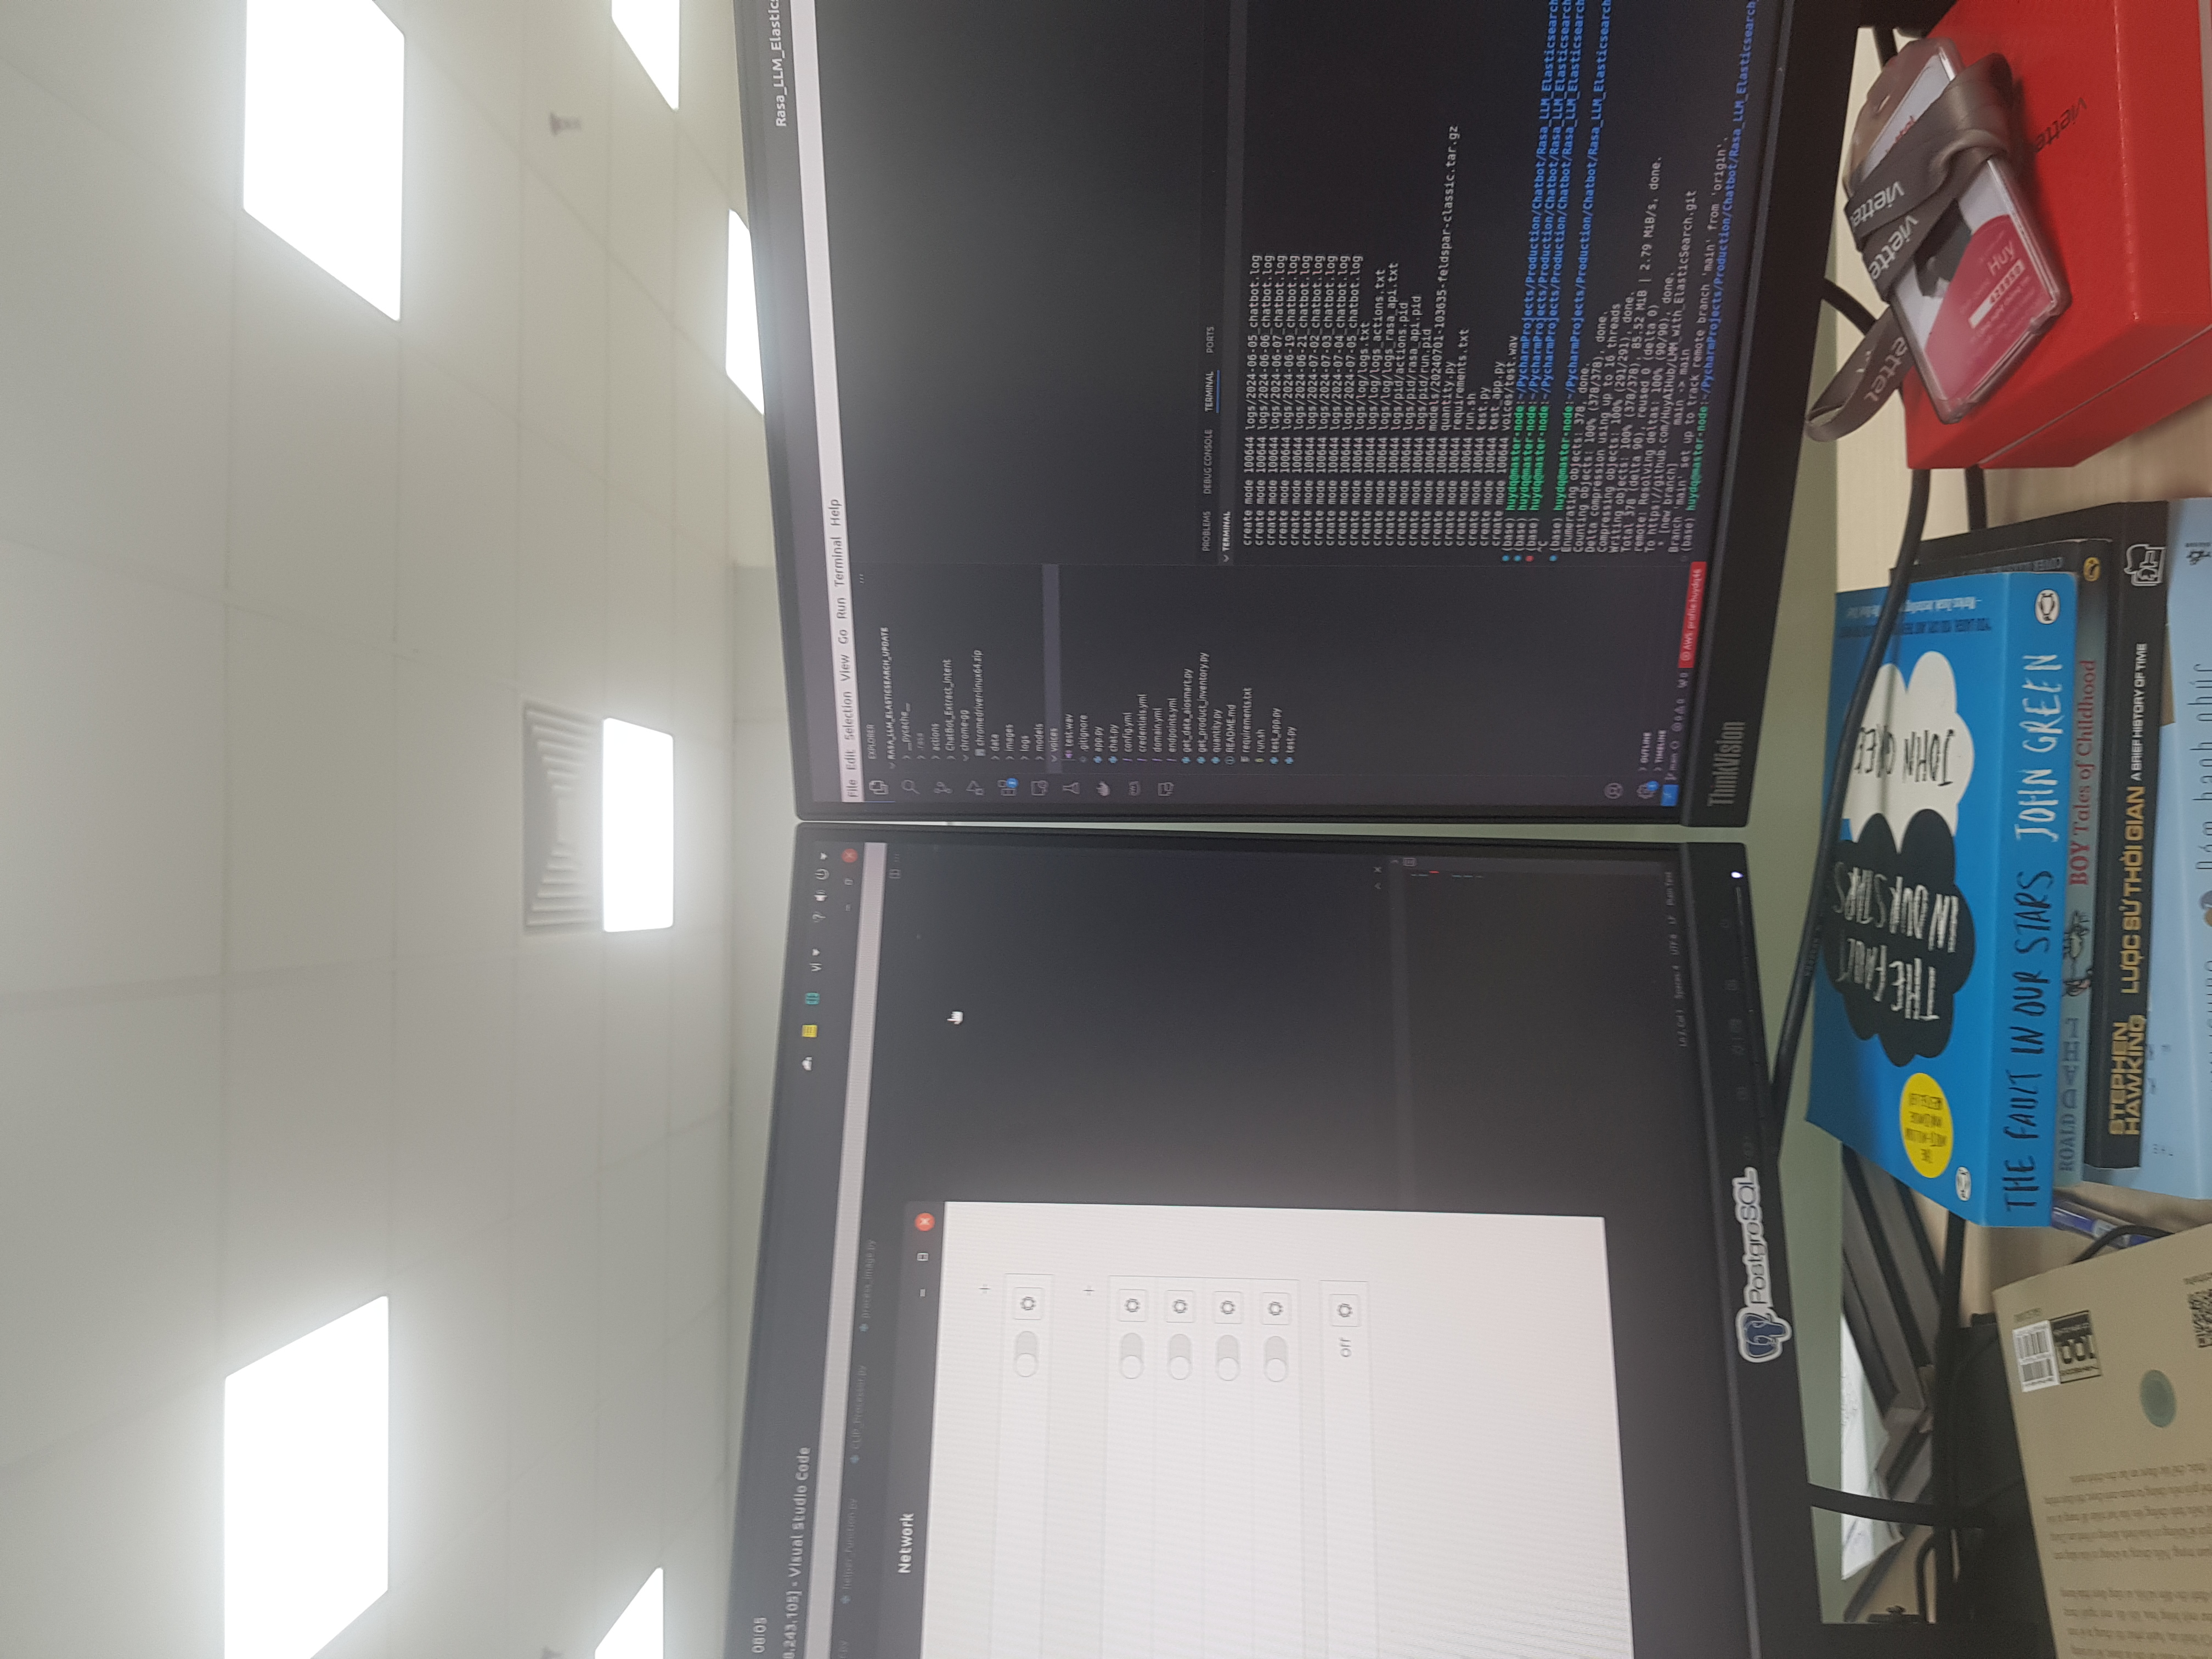 08:05
8.243.105] - Visual Studio Code
vi
helper_function.py
CLIP_Processor.py
process_image.py
Network
Off
Ln 2, Col 1 Spaces: 4 UTF-8 LF Plain Text
PostgreSQL
Rasa_LLM_Elastic
File Edit Selection View Go Run Terminal Help
EXPLORER
RASA_LLM_ELASTICSEARCH_UPDATE
__pycache__
.rasa
actions
ChatBot_Extract_Intent
chrome-gg
chromedriver-linux64.zip
data
images
logs
models
voices
test.wav
.gitignore
app.py
chat.py
config.yml
credentials.yml
domain.yml
endpoints.yml
get_data_aiosmart.py
get_product_inventory.py
quantity.py
README.md
requirements.txt
run.sh
test_app.py
test.py
OUTLINE
TIMELINE
main
AWS: profile:huydq46
PROBLEMS DEBUG CONSOLE TERMINAL PORTS
TERMINAL
create mode 100644 logs/2024-06-05_chatbot.log
create mode 100644 logs/2024-06-06_chatbot.log
create mode 100644 logs/2024-06-07_chatbot.log
create mode 100644 logs/2024-06-19_chatbot.log
create mode 100644 logs/2024-06-21_chatbot.log
create mode 100644 logs/2024-07-02_chatbot.log
create mode 100644 logs/2024-07-03_chatbot.log
create mode 100644 logs/2024-07-04_chatbot.log
create mode 100644 logs/2024-07-05_chatbot.log
create mode 100644 logs/log/logs.txt
create mode 100644 logs/log/logs_actions.txt
create mode 100644 logs/log/logs_rasa_api.txt
create mode 100644 logs/pid/actions.pid
create mode 100644 logs/pid/rasa_api.pid
create mode 100644 logs/pid/run.pid
create mode 100644 models/20240701-103635-feldspar-classic.tar.gz
create mode 100644 quantity.py
create mode 100644 requirements.txt
create mode 100644 run.sh
create mode 100644 test.py
create mode 100644 test_app.py
create mode 100644 voices/test.wav
(base) huydq@master-node:~/PycharmProjects/Production/Chatbot/Rasa_LLM_Elasticsearch
(base) huydq@master-node:~/PycharmProjects/Production/Chatbot/Rasa_LLM_Elasticsearch
(base) huydq@master-node:~/PycharmProjects/Production/Chatbot/Rasa_LLM_Elasticsearch
^C
(base) huydq@master-node:~/PycharmProjects/Production/Chatbot/Rasa_LLM_Elasticsearch
Enumerating objects: 378, done.
Counting objects: 100% (378/378), done.
Delta compression using up to 16 threads
Compressing objects: 100% (291/291), done.
Writing objects: 100% (378/378), 85.52 MiB | 2.79 MiB/s, done.
Total 378 (delta 90), reused 0 (delta 0)
remote: Resolving deltas: 100% (90/90), done.
To https://github.com/HuyAIHub/LMM_with_ElasticSearch.git
* [new branch] main -> main
Branch 'main' set up to track remote branch 'main' from 'origin'.
(base) huydq@master-node:~/PycharmProjects/Production/Chatbot/Rasa_LLM_Elasticsearch
ThinkVision
THE FAULT
IN OUR STARS
JOHN GREE
THE FAULT IN OUR STARS JOHN GREEN
ROALD DAHL BOY Tales of Childhood
STEPHEN HAWKING LƯỢC SỬ THỜI GIAN A BRIEF HISTORY OF TIME
hạnh phúc
ettel
viette
viette
ANH
viette